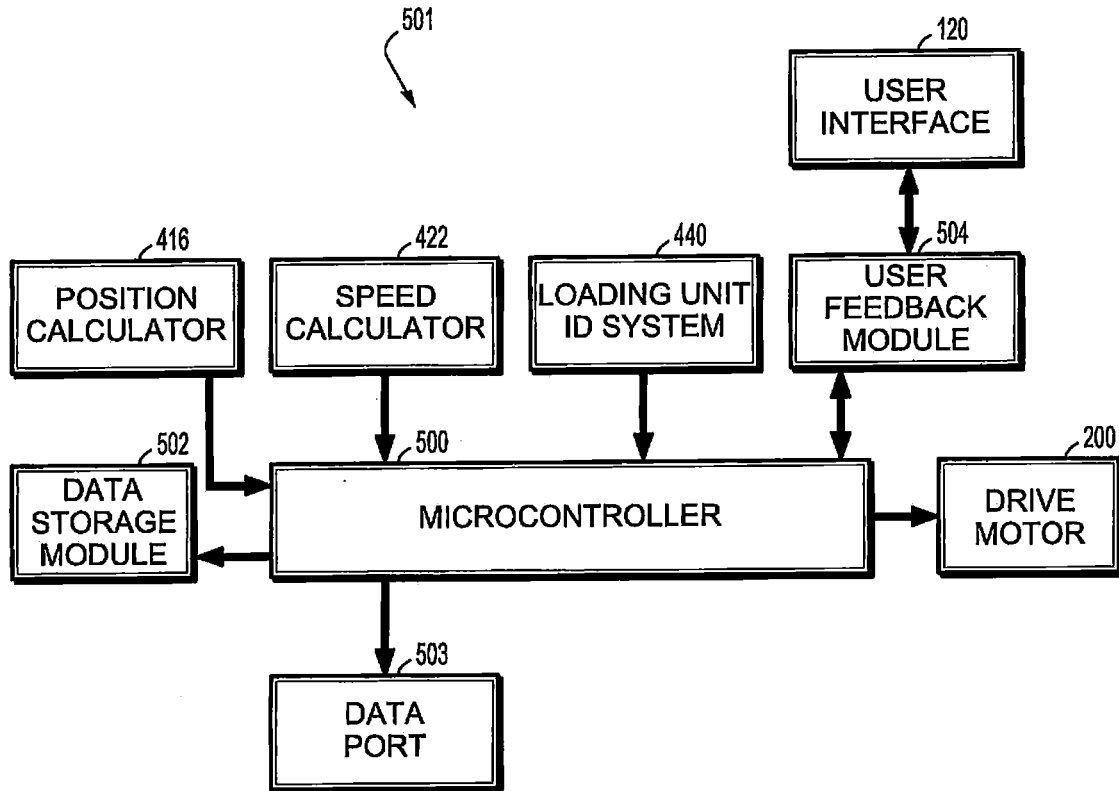 501
120
USER
INTERFACE
416
POSITION
CALCULATOR
422
SPEED
CALCULATOR
440
LOADING UNIT
ID SYSTEM
504
USER
FEEDBACK
MODULE
502
DATA
STORAGE
MODULE
500
MICROCONTROLLER
200
DRIVE
MOTOR
503
DATA
PORT